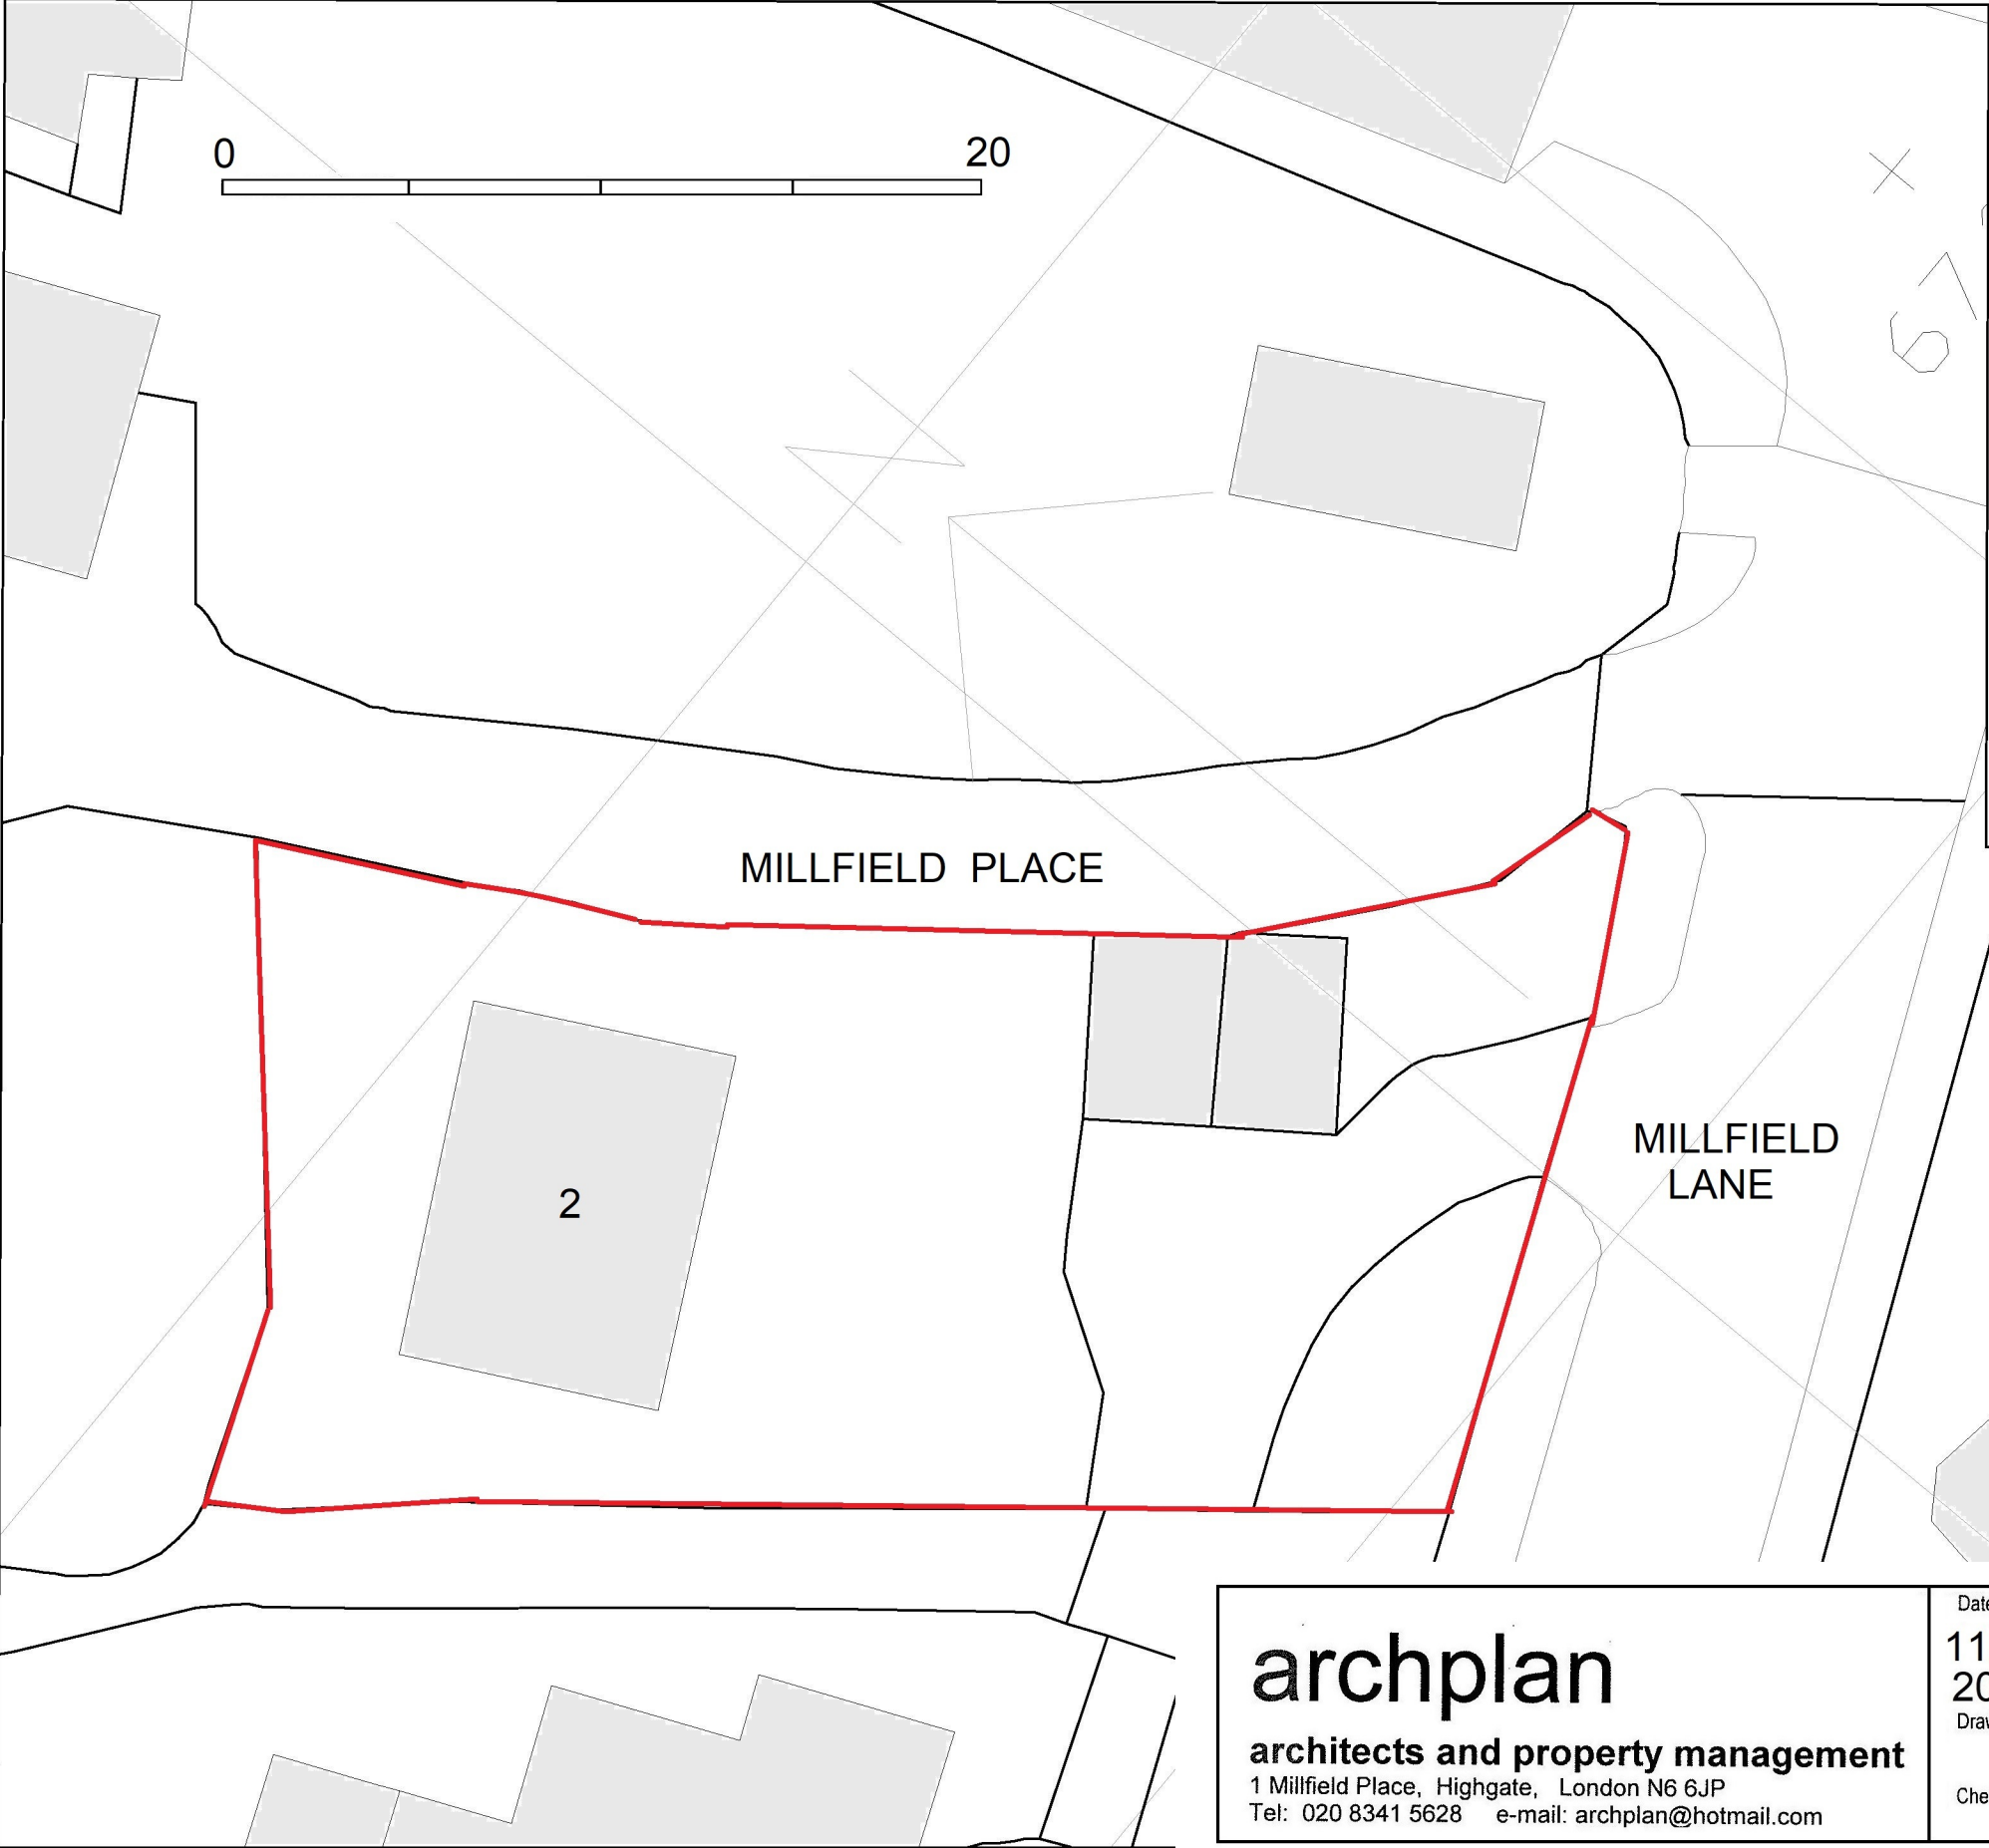 0
20
MILLFIELD PLACE
2
MILLFIELD
LANE
archplan
architects and property management
1 Millfield Place, Highgate, London N6 6JP
Tel: 020 8341 5628 e-mail: archplan@hotmail.com
11